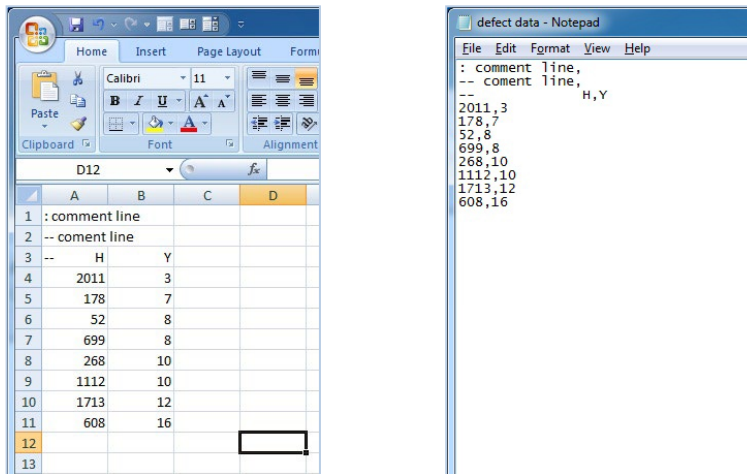 Home Insert Page Layout Form
Calibri 11
B I U A A
A
Paste
Clipboard Font Alignment
D12 fx
A B C D
1 : comment line
2 -- coment line
3 -- H Y
4 2011 3
5 178 7
6 52 8
7 699 8
8 268 10
9 1112 10
10 1713 12
11 608 16
12
13
defect data - Notepad
File Edit Format View Help
: comment line,
-- coment line,
-- H,Y
2011,3
178,7
52,8
699,8
268,10
1112,10
1713,12
608,16